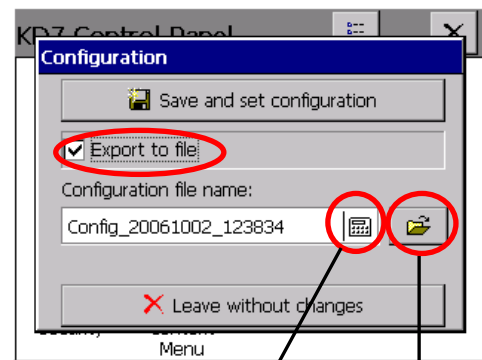 KD7 Control Panel
Configuration
Save and set configuration
Export to file
Configuration file name:
Config_20061002_123834
Leave without changes
Menu